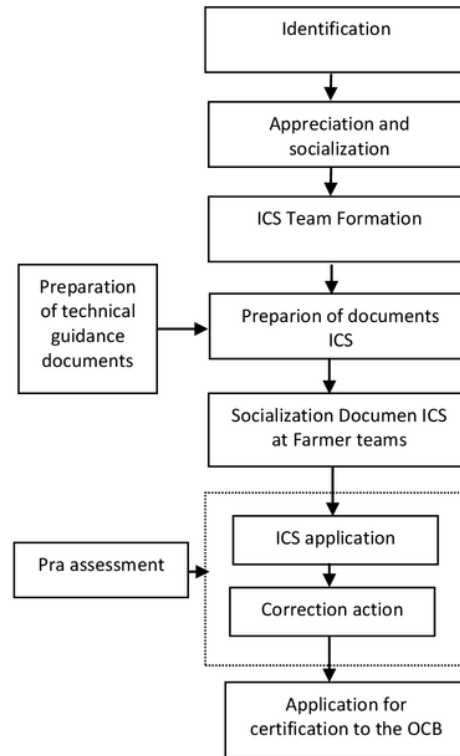 Identification
Appreciation and
socialization
ICS Team Formation
Preparation
of technical
guidance
documents
Preparion of documents
ICS
Socialization Documen ICS
at Farmer teams
Pra assessment
ICS application
Correction action
Application for
certification to the OCB